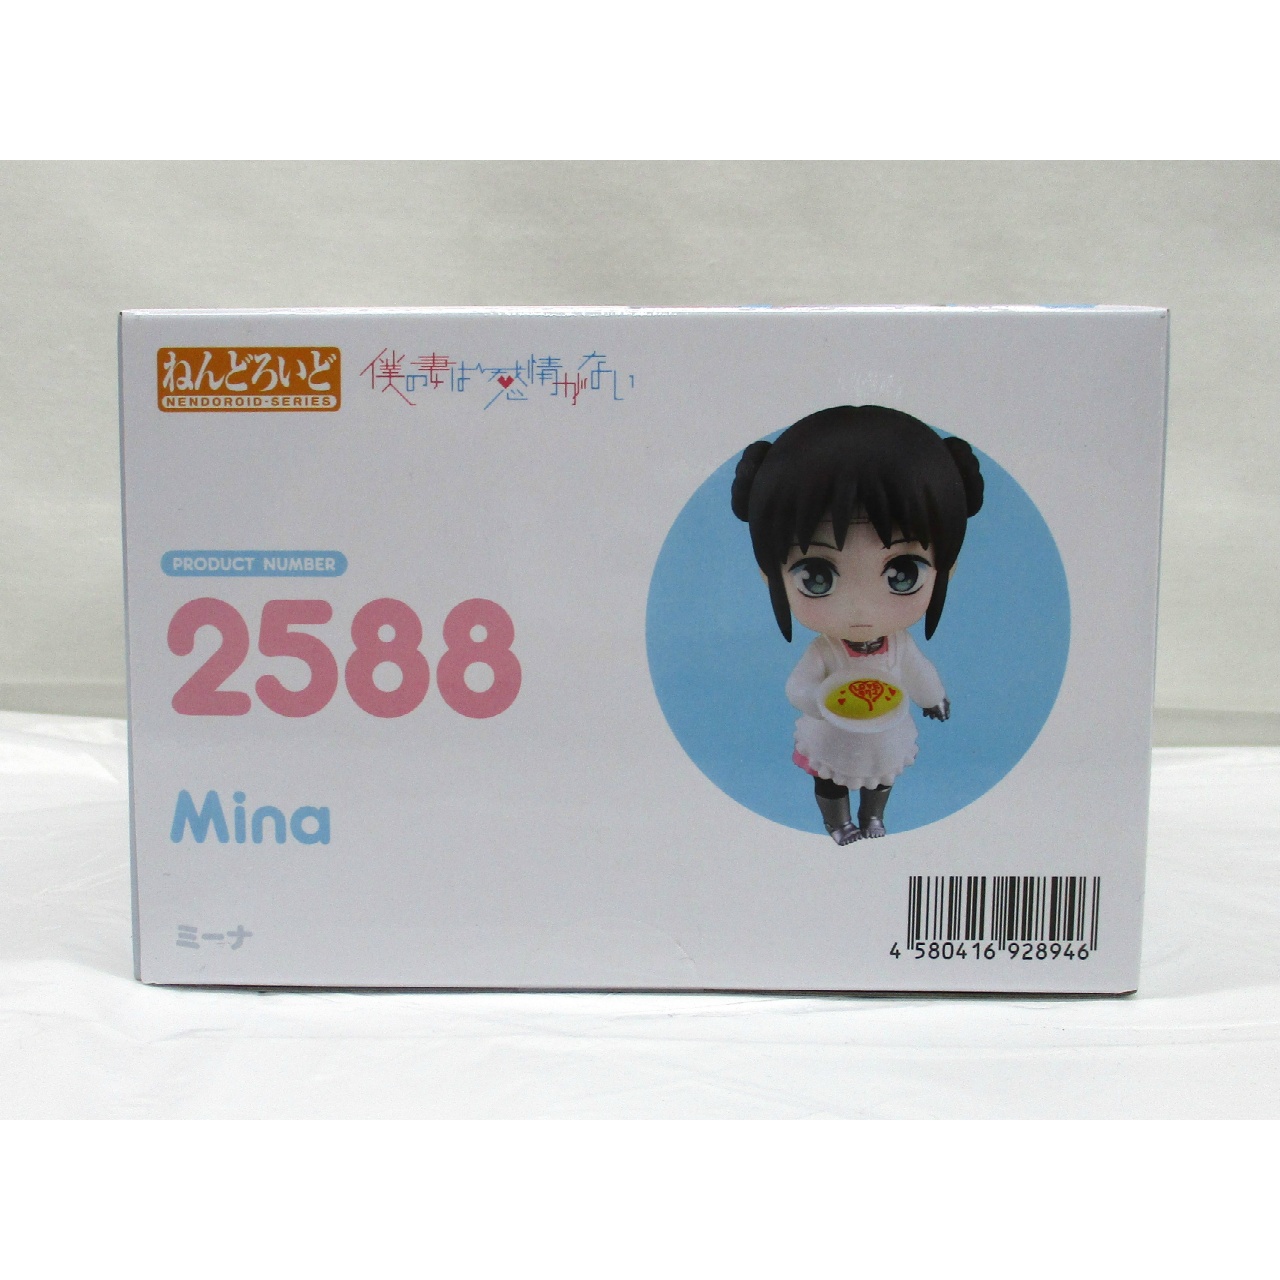 ねんどろいど
NENDOROID-SERIES
僕の妻は感情がない
PRODUCT NUMBER
2588
Mina
ミーナ
4 580416 928946